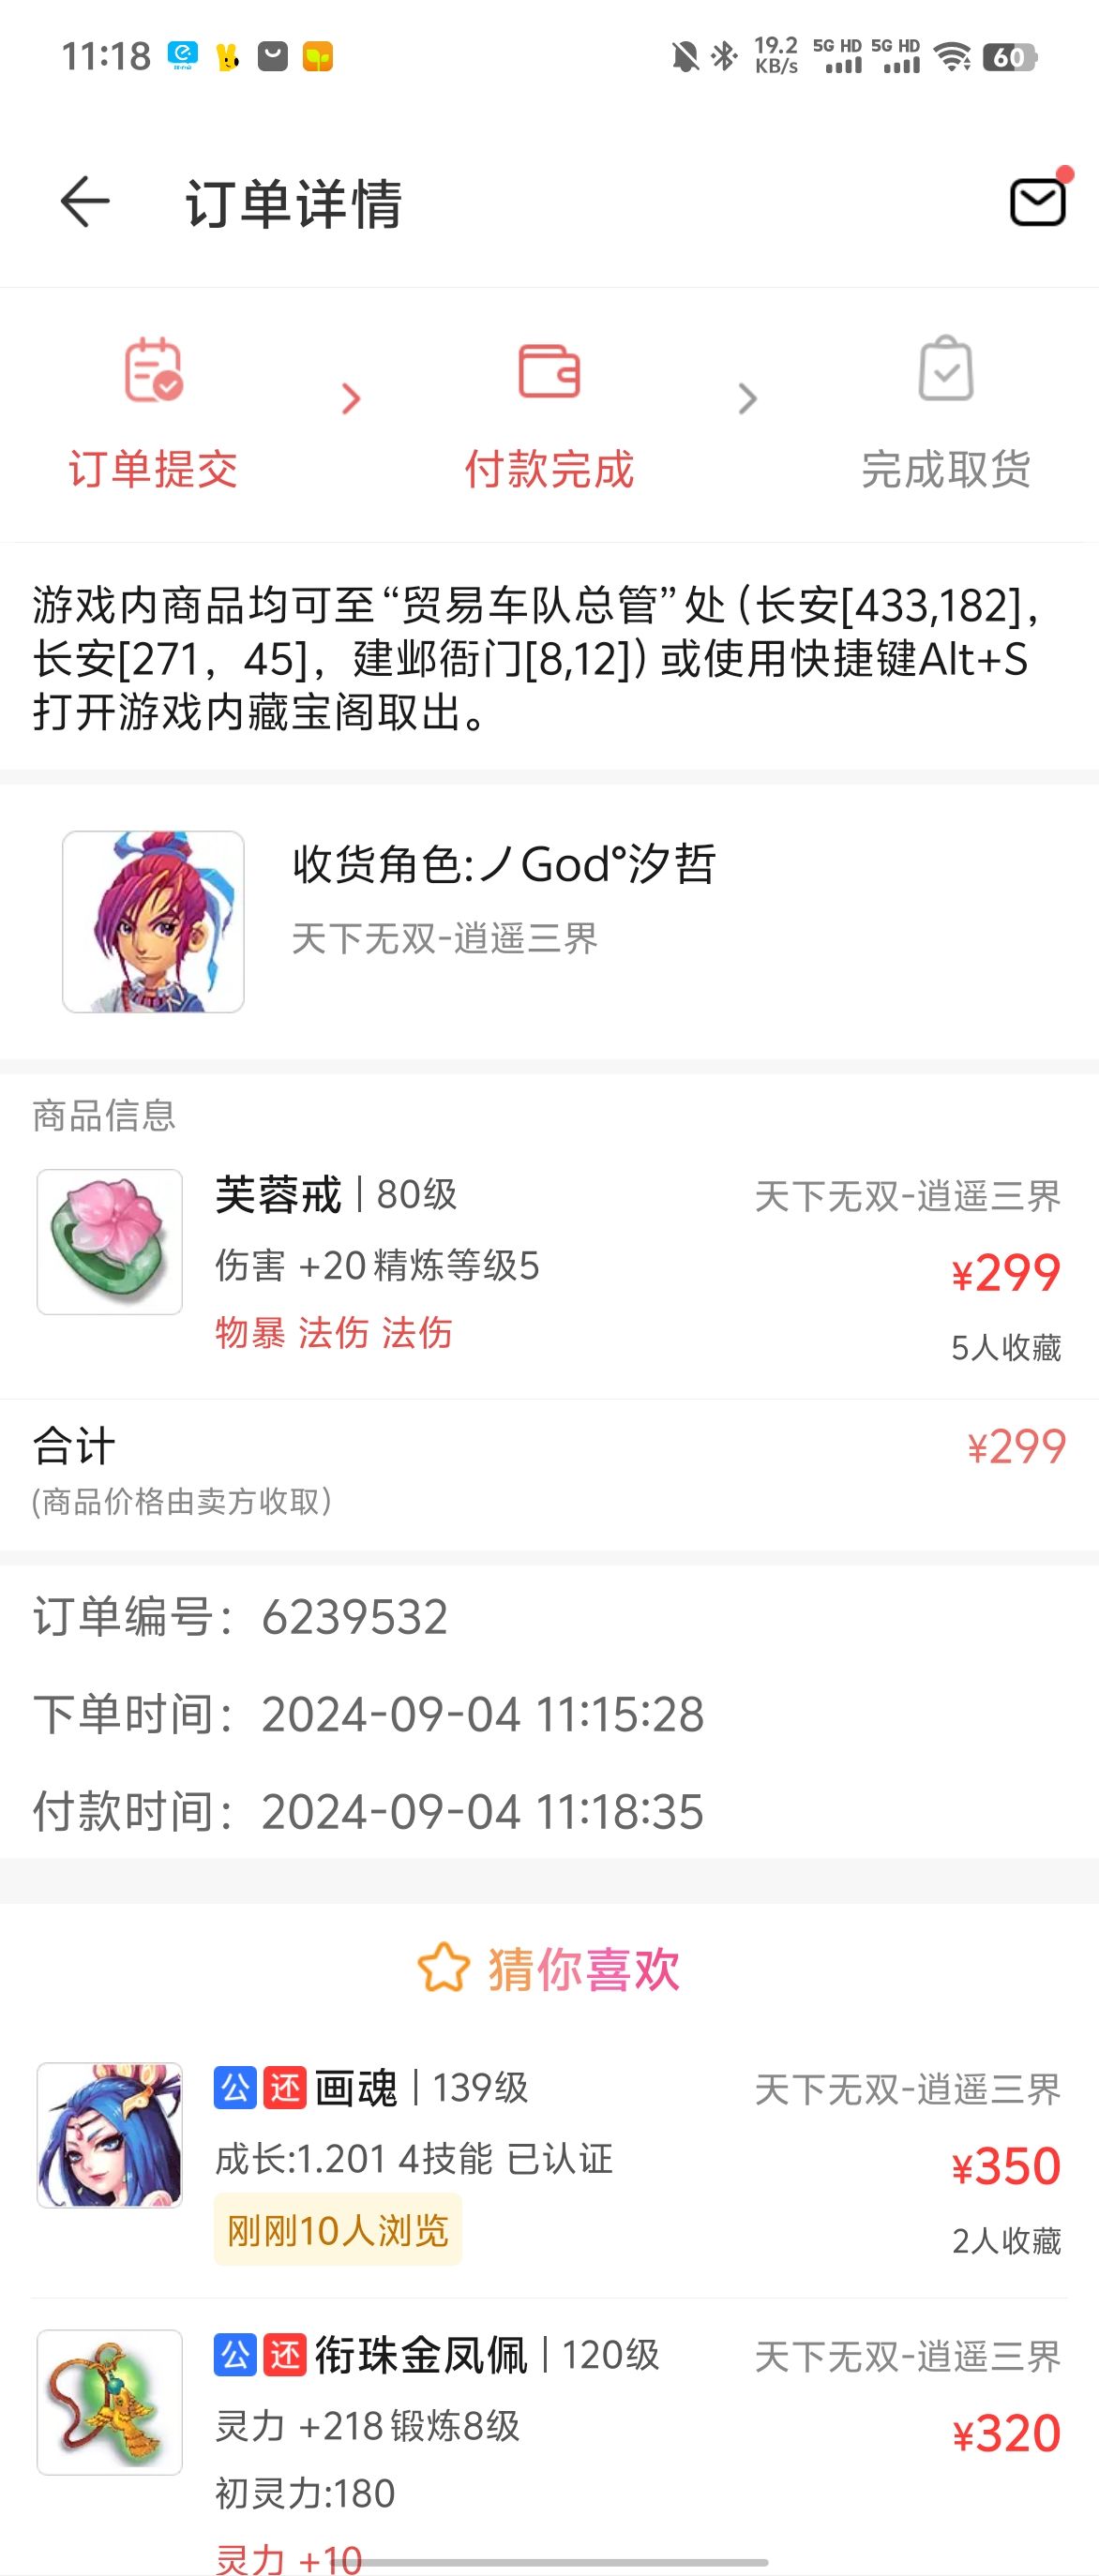 11:18
19.2
KB/s
5G HD
5G HD
60
订单详情
订单提交
付款完成
完成取货
游戏内商品均可至“贸易车队总管”处（长安[433,182],
长安[271，45]，建邺衙门[8,12]）或使用快捷键Alt+S
打开游戏内藏宝阁取出。
收货角色:ノGod°汐哲
天下无双-逍遥三界
商品信息
芙蓉戒 | 80级
天下无双-逍遥三界
伤害 +20 精炼等级5
¥299
物暴 法伤 法伤
5人收藏
合计
¥299
(商品价格由卖方收取）
订单编号：6239532
下单时间：2024-09-04 11:15:28
付款时间：2024-09-04 11:18:35
猜你喜欢
公 还 画魂 | 139级
天下无双-逍遥三界
成长:1.201 4技能 已认证
¥350
刚刚10人浏览
2人收藏
公 还 衔珠金凤佩 | 120级
天下无双-逍遥三界
灵力 +218 锻炼8级
¥320
初灵力:180
灵力 +10